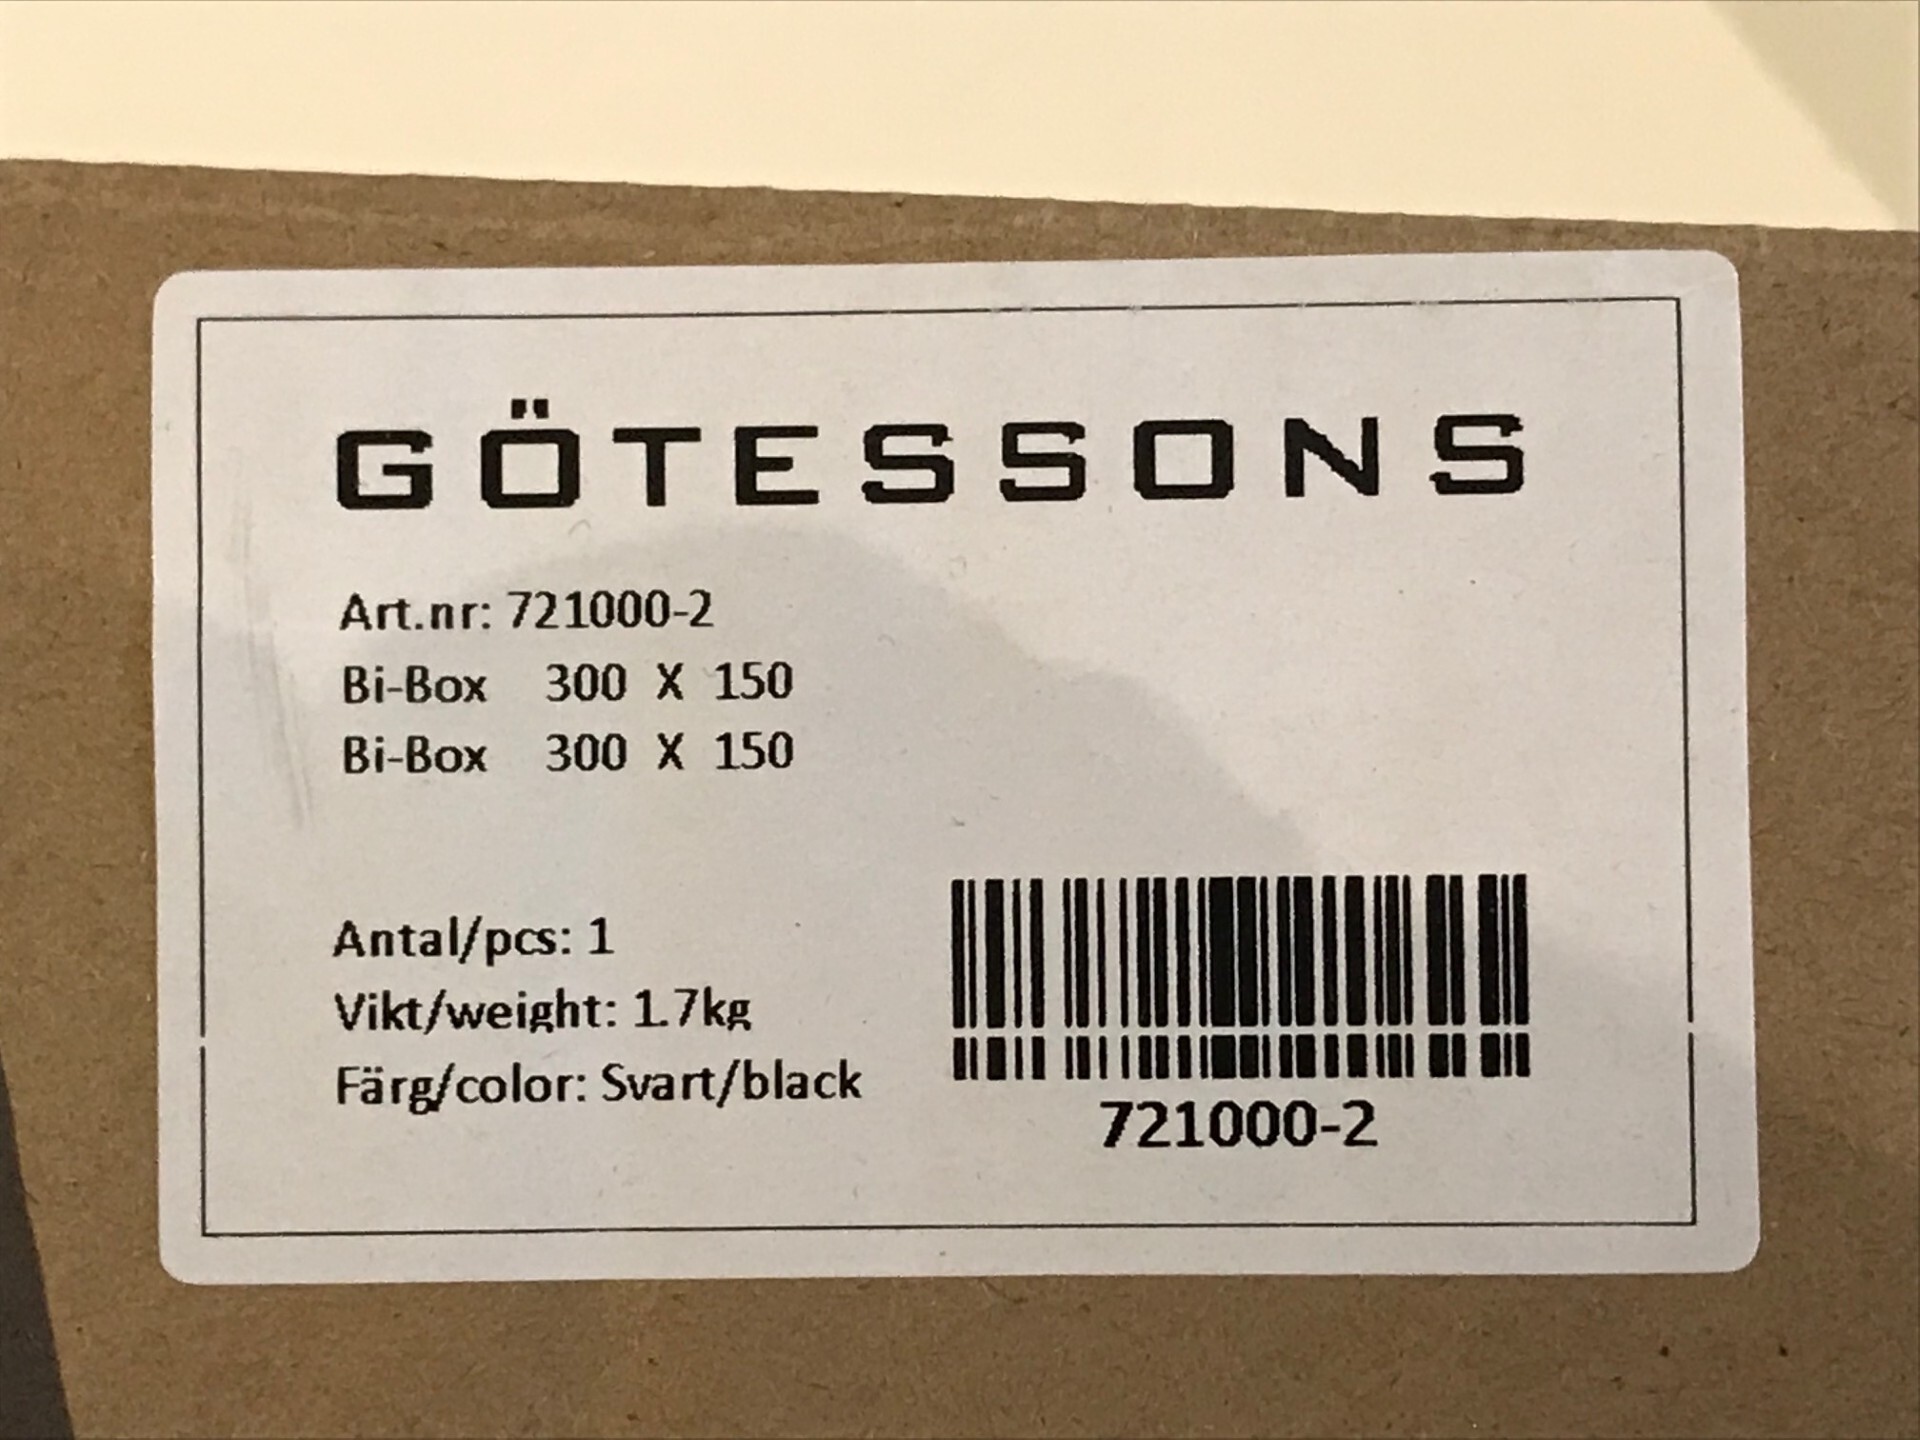 GÖTESSONS
Art.nr: 721000-2
Bi-Box 300 X 150
Bi-Box 300 X 150
Antal/pcs: 1
Vikt/weight: 1.7kg
Färg/color: Svart/black
721000-2